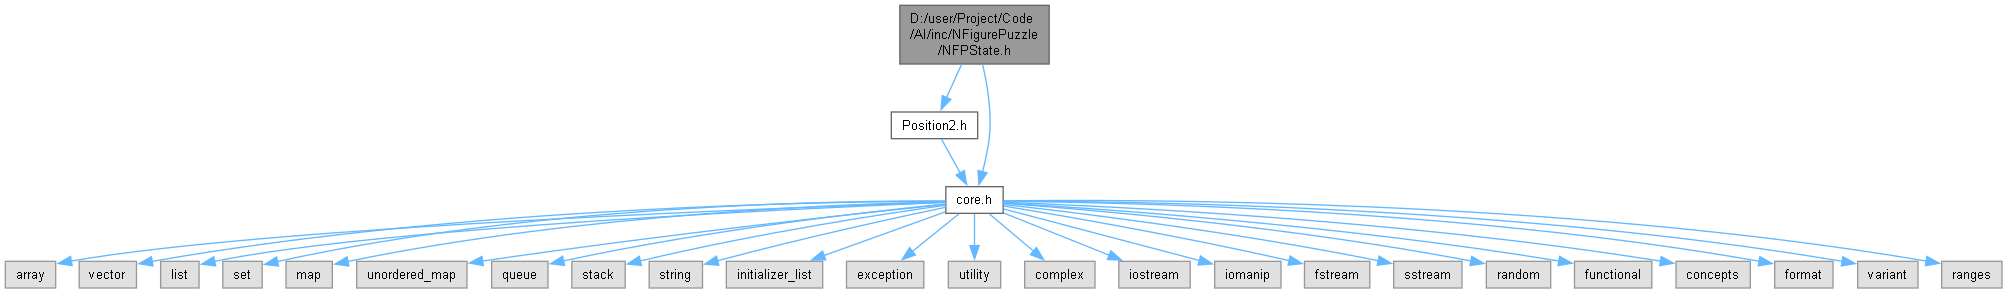 D:/user/Project/Code
/AI/inc/NFigurePuzzle
/NFPState.h
Position2.h
core.h
array
vector
list
set
map
unordered_map
queue
stack
string
initializer_list
exception
utility
complex
iostream
iomanip
fstream
sstream
random
functional
concepts
format
variant
ranges